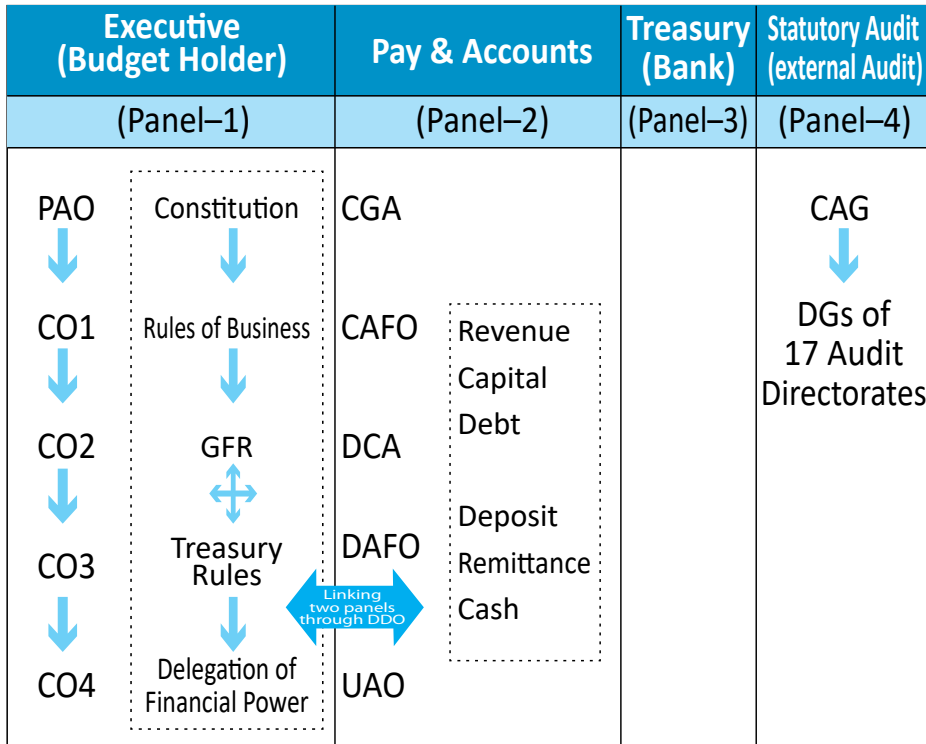 Executive
(Budget Holder)
Pay & Accounts
Treasury
(Bank)
Statutory Audit
(external Audit)
(Panel–1)
(Panel–2)
(Panel–3)
(Panel–4)
PAO
CO1
CO2
CO3
CO4
Constitution
Rules of Business
GFR
Treasury
Rules
Delegation of
Financial Power
Linking
two panels
through DDO
CGA
CAFO
DCA
DAFO
UAO
Revenue
Capital
Debt
Deposit
Remittance
Cash
CAG
DGs of
17 Audit
Directorates